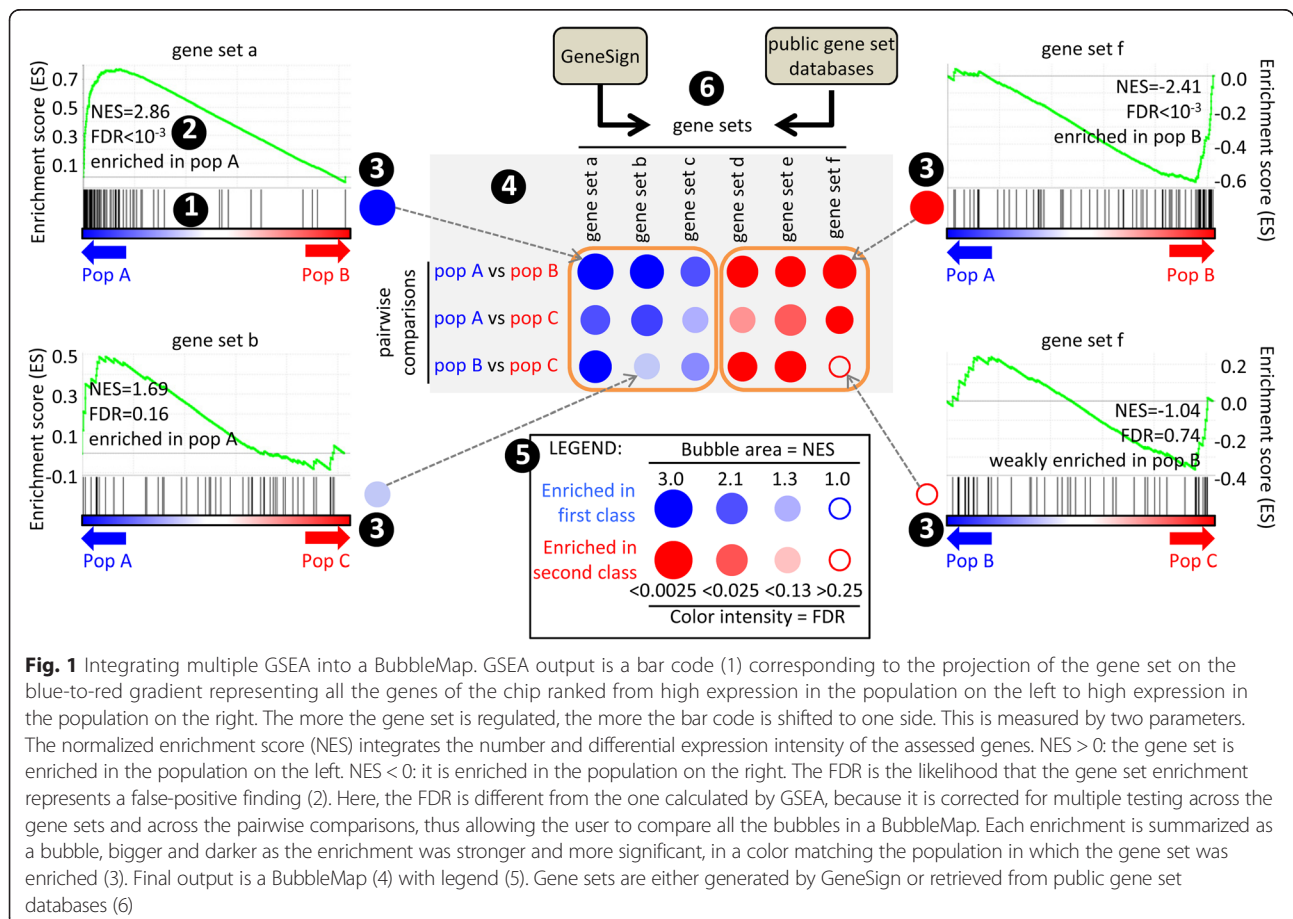 gene set a
Enrichment score (ES)
0.7
0.5
0.3
0.1
NES=2.86
FDR<10-3
enriched in pop A
2
1
3
Pop A
Pop B
gene set b
Enrichment score (ES)
0.5
0.3
0.1
-0.1
NES=1.69
FDR=0.16
enriched in pop A
3
Pop A
Pop C
GeneSign
public gene set
databases
6
gene sets
4
gene set a
gene set b
gene set c
gene set d
gene set e
gene set f
pairwise
comparisons
pop A vs pop B
pop A vs pop C
pop B vs pop C
5
LEGEND:
Bubble area = NES
3.0 2.1 1.3 1.0
Enriched in
first class
Enriched in
second class
<0.0025 <0.025 <0.13 >0.25
Color intensity = FDR
gene set f
Enrichment score (ES)
0.0
-0.2
-0.4
-0.6
NES=-2.41
FDR<10-3
enriched in pop B
3
Pop A
Pop B
gene set f
Enrichment score (ES)
0.2
0.0
-0.2
-0.4
NES=-1.04
FDR=0.74
weakly enriched in pop B
3
Pop B
Pop C
Fig. 1 Integrating multiple GSEA into a BubbleMap. GSEA output is a bar code (1) corresponding to the projection of the gene set on the
blue-to-red gradient representing all the genes of the chip ranked from high expression in the population on the left to high expression in
the population on the right. The more the gene set is regulated, the more the bar code is shifted to one side. This is measured by two parameters.
The normalized enrichment score (NES) integrates the number and differential expression intensity of the assessed genes. NES > 0: the gene set is
enriched in the population on the left. NES < 0: it is enriched in the population on the right. The FDR is the likelihood that the gene set enrichment
represents a false-positive finding (2). Here, the FDR is different from the one calculated by GSEA, because it is corrected for multiple testing across the
gene sets and across the pairwise comparisons, thus allowing the user to compare all the bubbles in a BubbleMap. Each enrichment is summarized as
a bubble, bigger and darker as the enrichment was stronger and more significant, in a color matching the population in which the gene set was
enriched (3). Final output is a BubbleMap (4) with legend (5). Gene sets are either generated by GeneSign or retrieved from public gene set
databases (6)